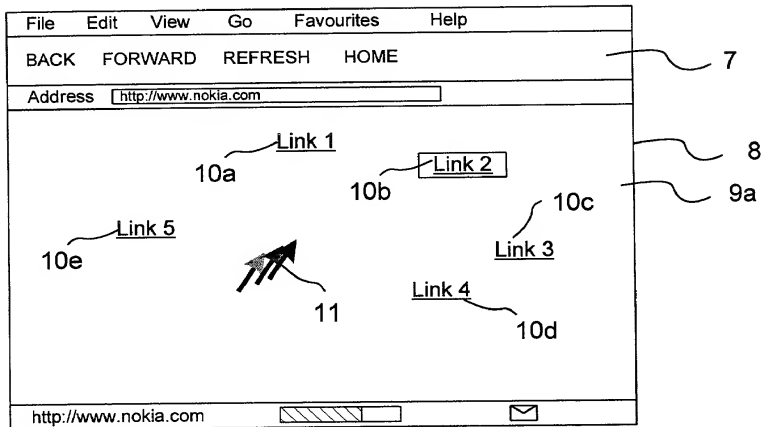 File Edit View Go Favourites Help
BACK FORWARD REFRESH HOME
7
Address http://www.nokia.com
Link 1
8
10a
Link 2
10b
9a
10c
Link 5
10e
Link 3
11
Link 4
10d
http://www.nokia.com